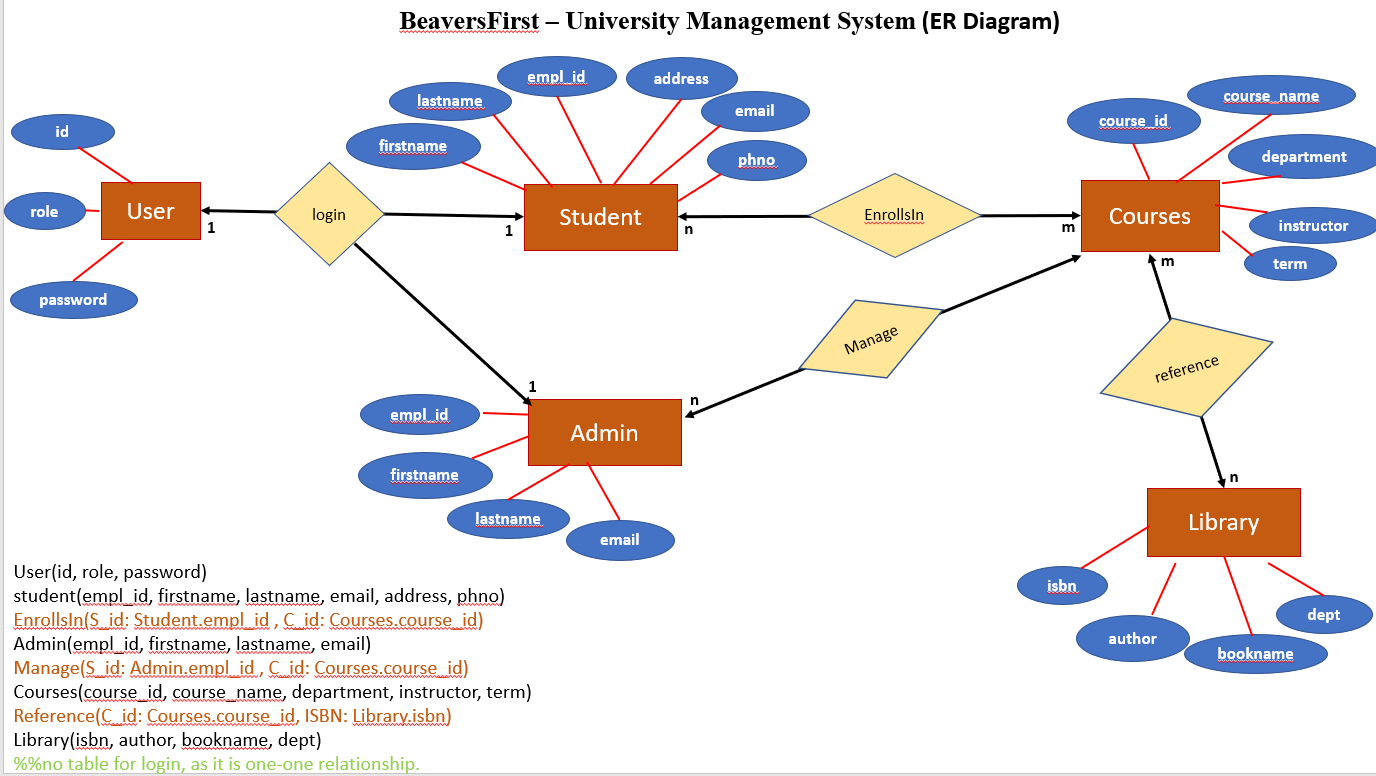 BeaversFirst – University Management System (ER Diagram)
empl_id
address
lastname
email
firstname
phno
course_name
course_id
department
id
role
User
password
login
1
1
Student
n
EnrollsIn
m
Courses
instructor
term
m
Manage
reference
1
n
empl_id
Admin
firstname
lastname
email
n
Library
isbn
author
bookname
dept
User(id, role, password)
student(empl_id, firstname, lastname, email, address, phno)
EnrollsIn(S_id: Student.empl_id , C_id: Courses.course_id)
Admin(empl_id, firstname, lastname, email)
Manage(S_id: Admin.empl_id , C_id: Courses.course_id)
Courses(course_id, course_name, department, instructor, term)
Reference(C_id: Courses.course_id, ISBN: Library.isbn)
Library(isbn, author, bookname, dept)
%%no table for login, as it is one-one relationship.